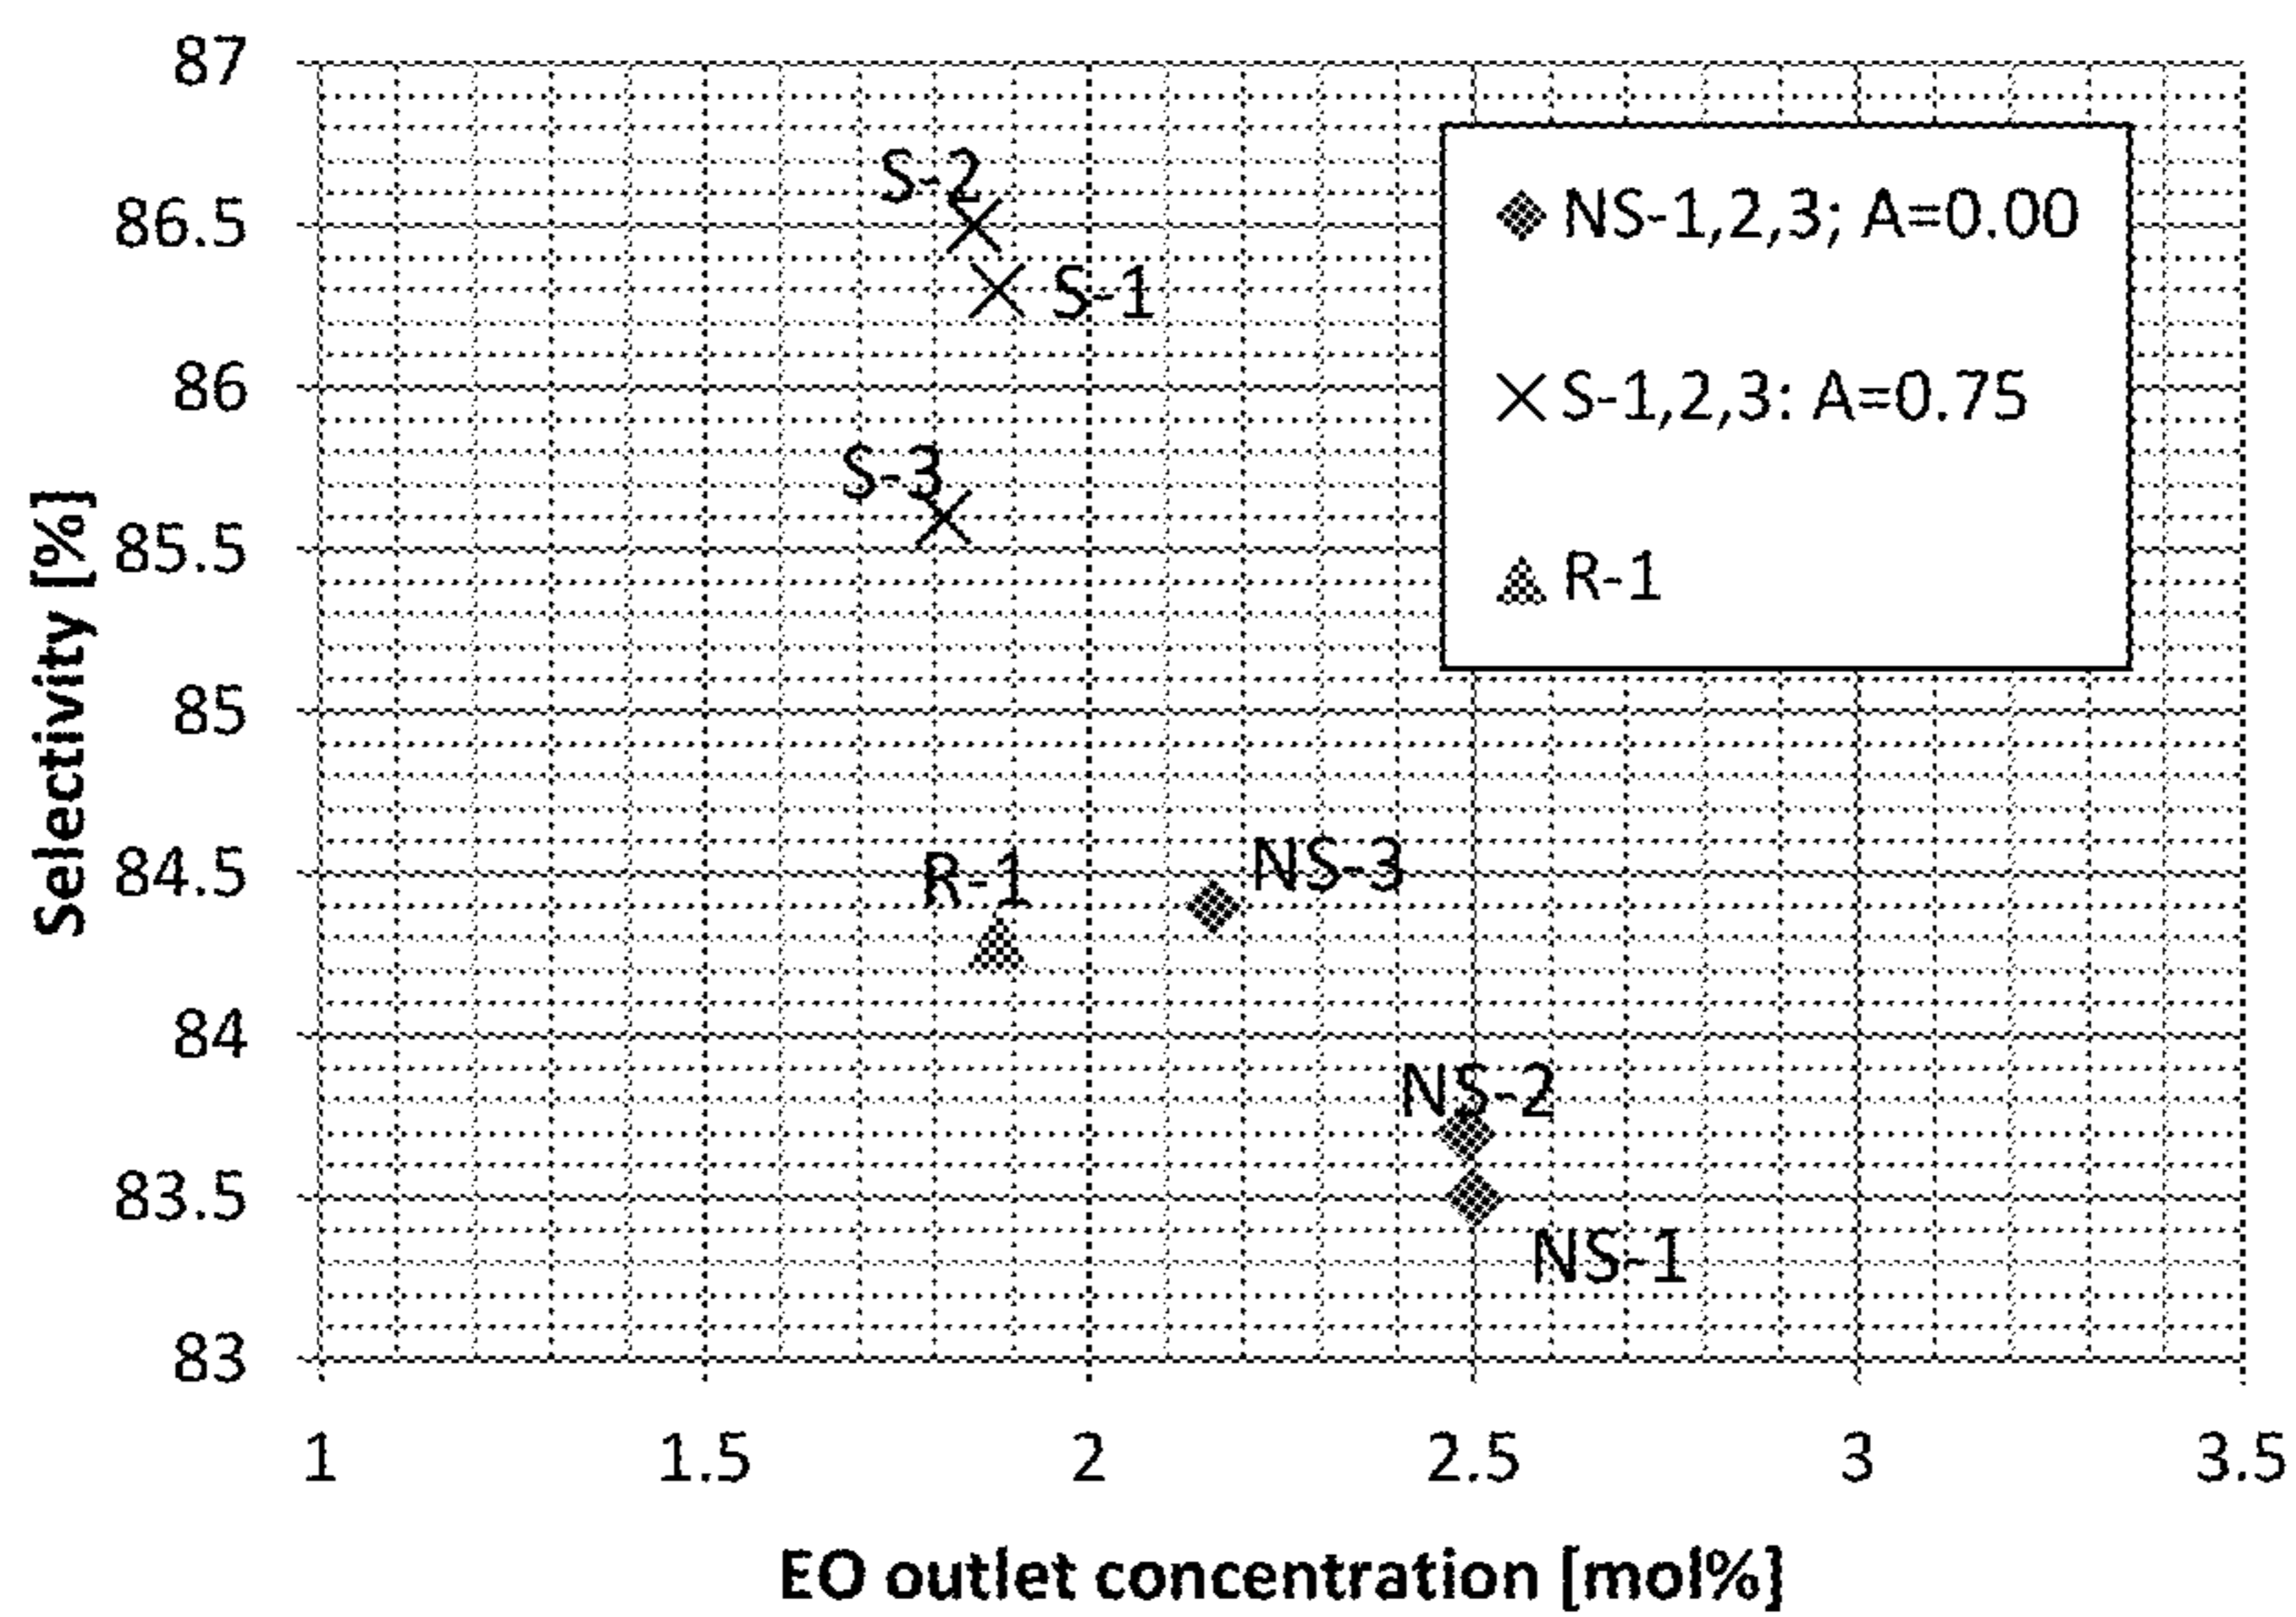 87
86.5
86
85.5
85
84.5
84
83.5
83
Selectivity [%]
S-2
S-1
S-3
R-1
NS-3
NS-2
NS-1
NS-1,2,3; A=0.00
S-1,2,3: A=0.75
R-1
1 1.5 2 2.5 3 3.5
EO outlet concentration [mol%]